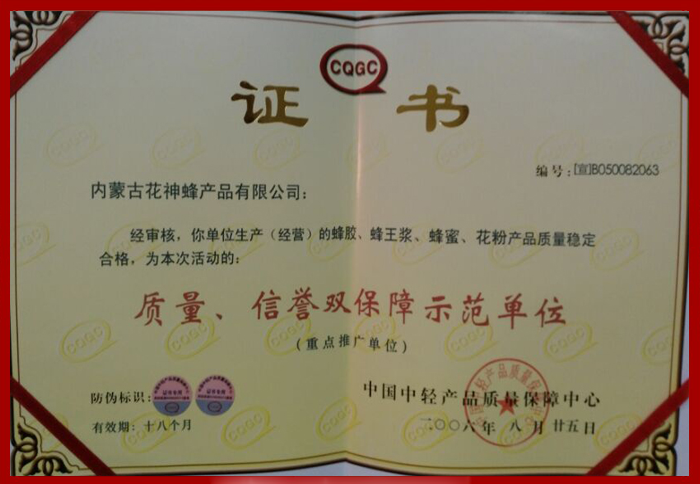 CQGC
证 书
编号:[宣]B050082063
内蒙古花神蜂产品有限公司:
经审核，你单位生产（经营）的蜂胶、蜂王浆、蜂蜜、花粉产品质量稳定
合格，为本次活动的:
质量、信誉双保障示范单位
(重点推广单位)
防伪标识:
中国中轻产品质量保障中心
有效期: 十八个月
二〇〇六年 八月 廿五日